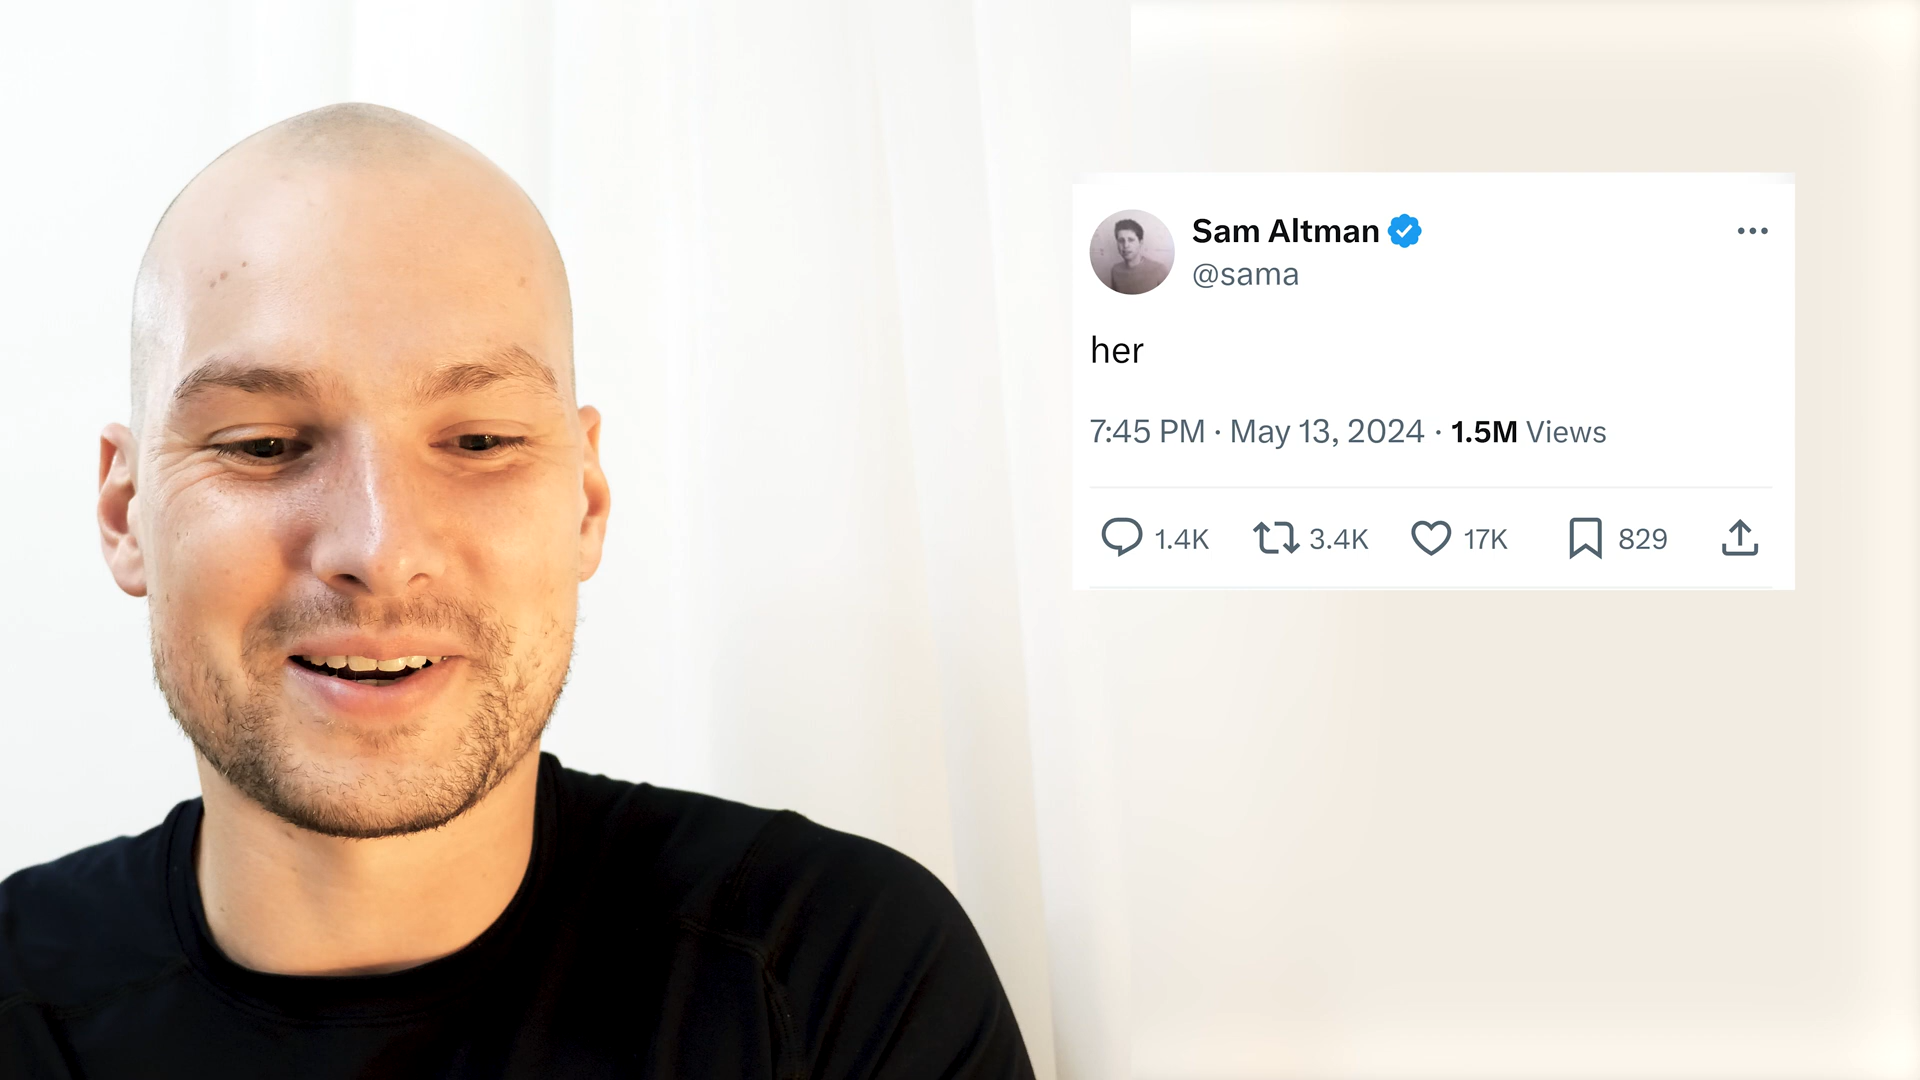 Sam Altman
@sama
her
7:45 PM · May 13, 2024 · 1.5M Views
1.4K 3.4K 17K 829